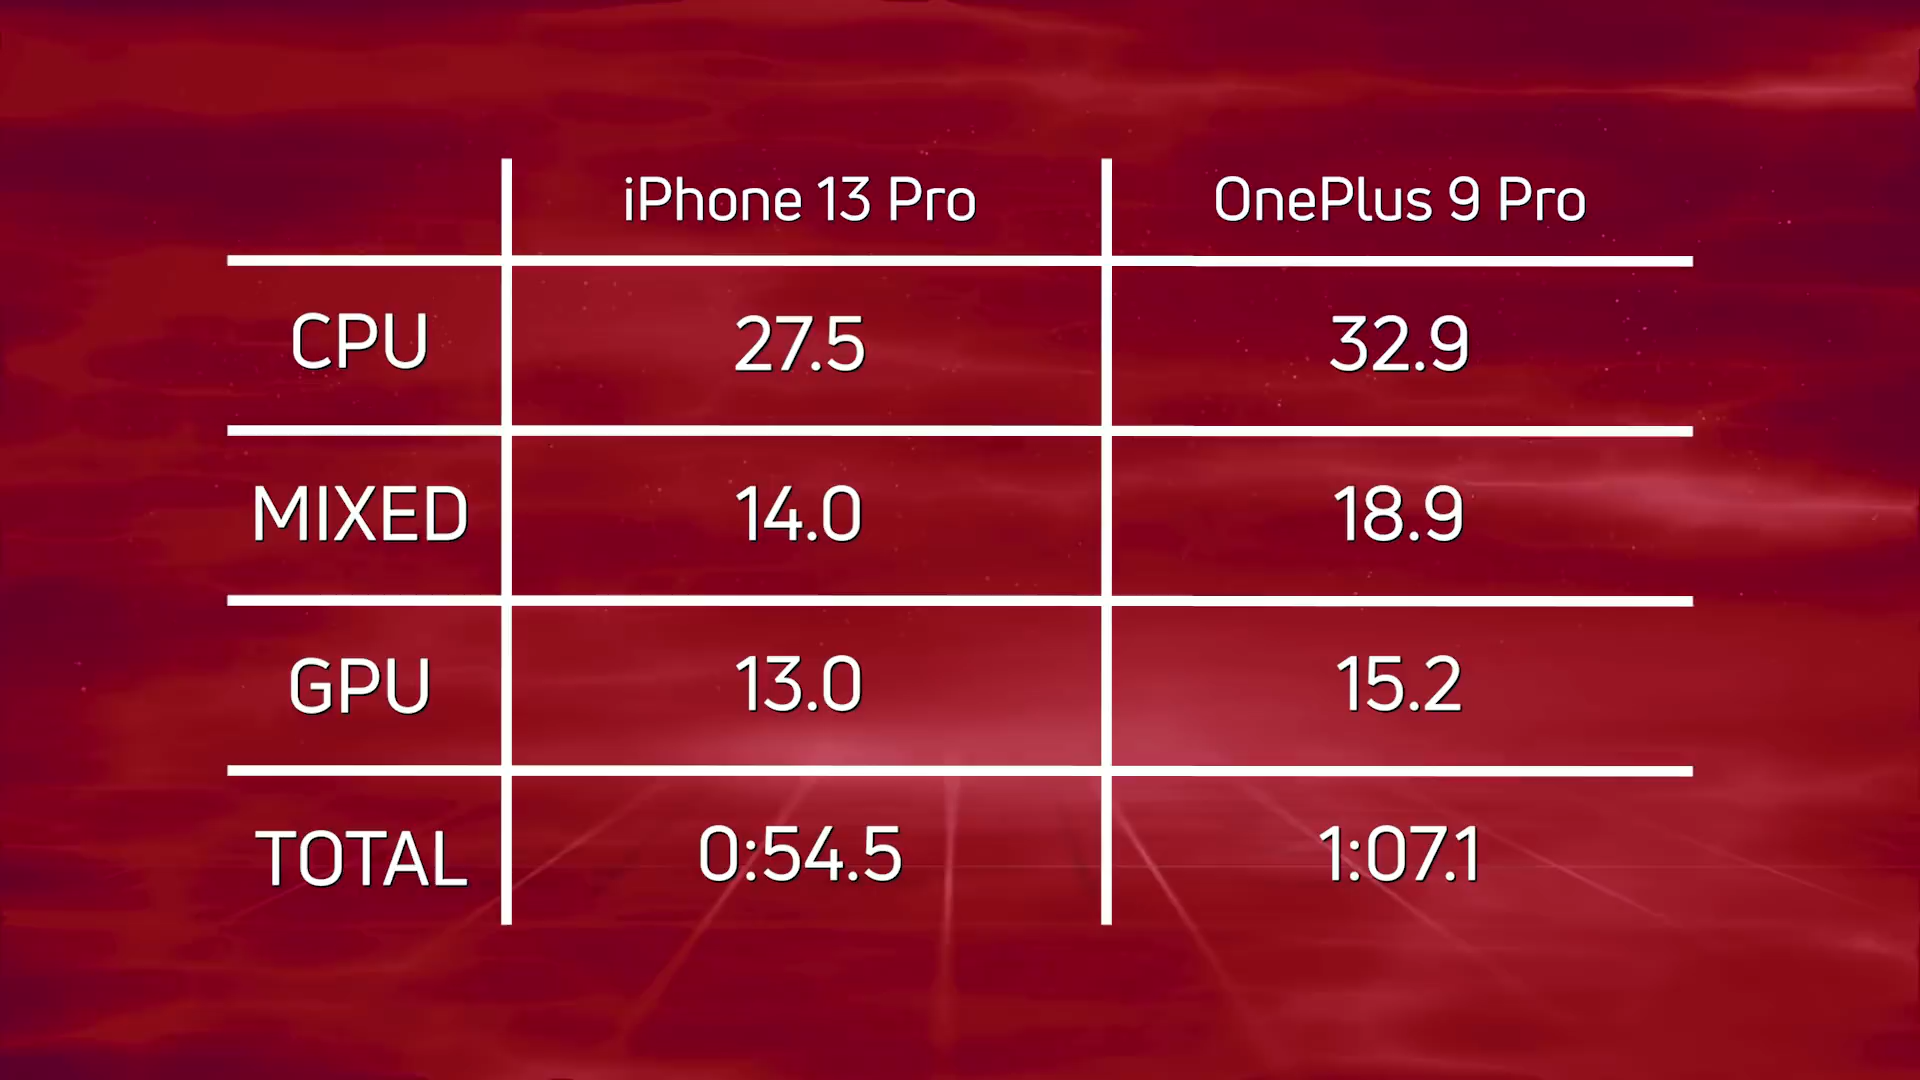 iPhone 13 Pro OnePlus 9 Pro
CPU 27.5 32.9
MIXED 14.0 18.9
GPU 13.0 15.2
TOTAL 0:54.5 1:07.1